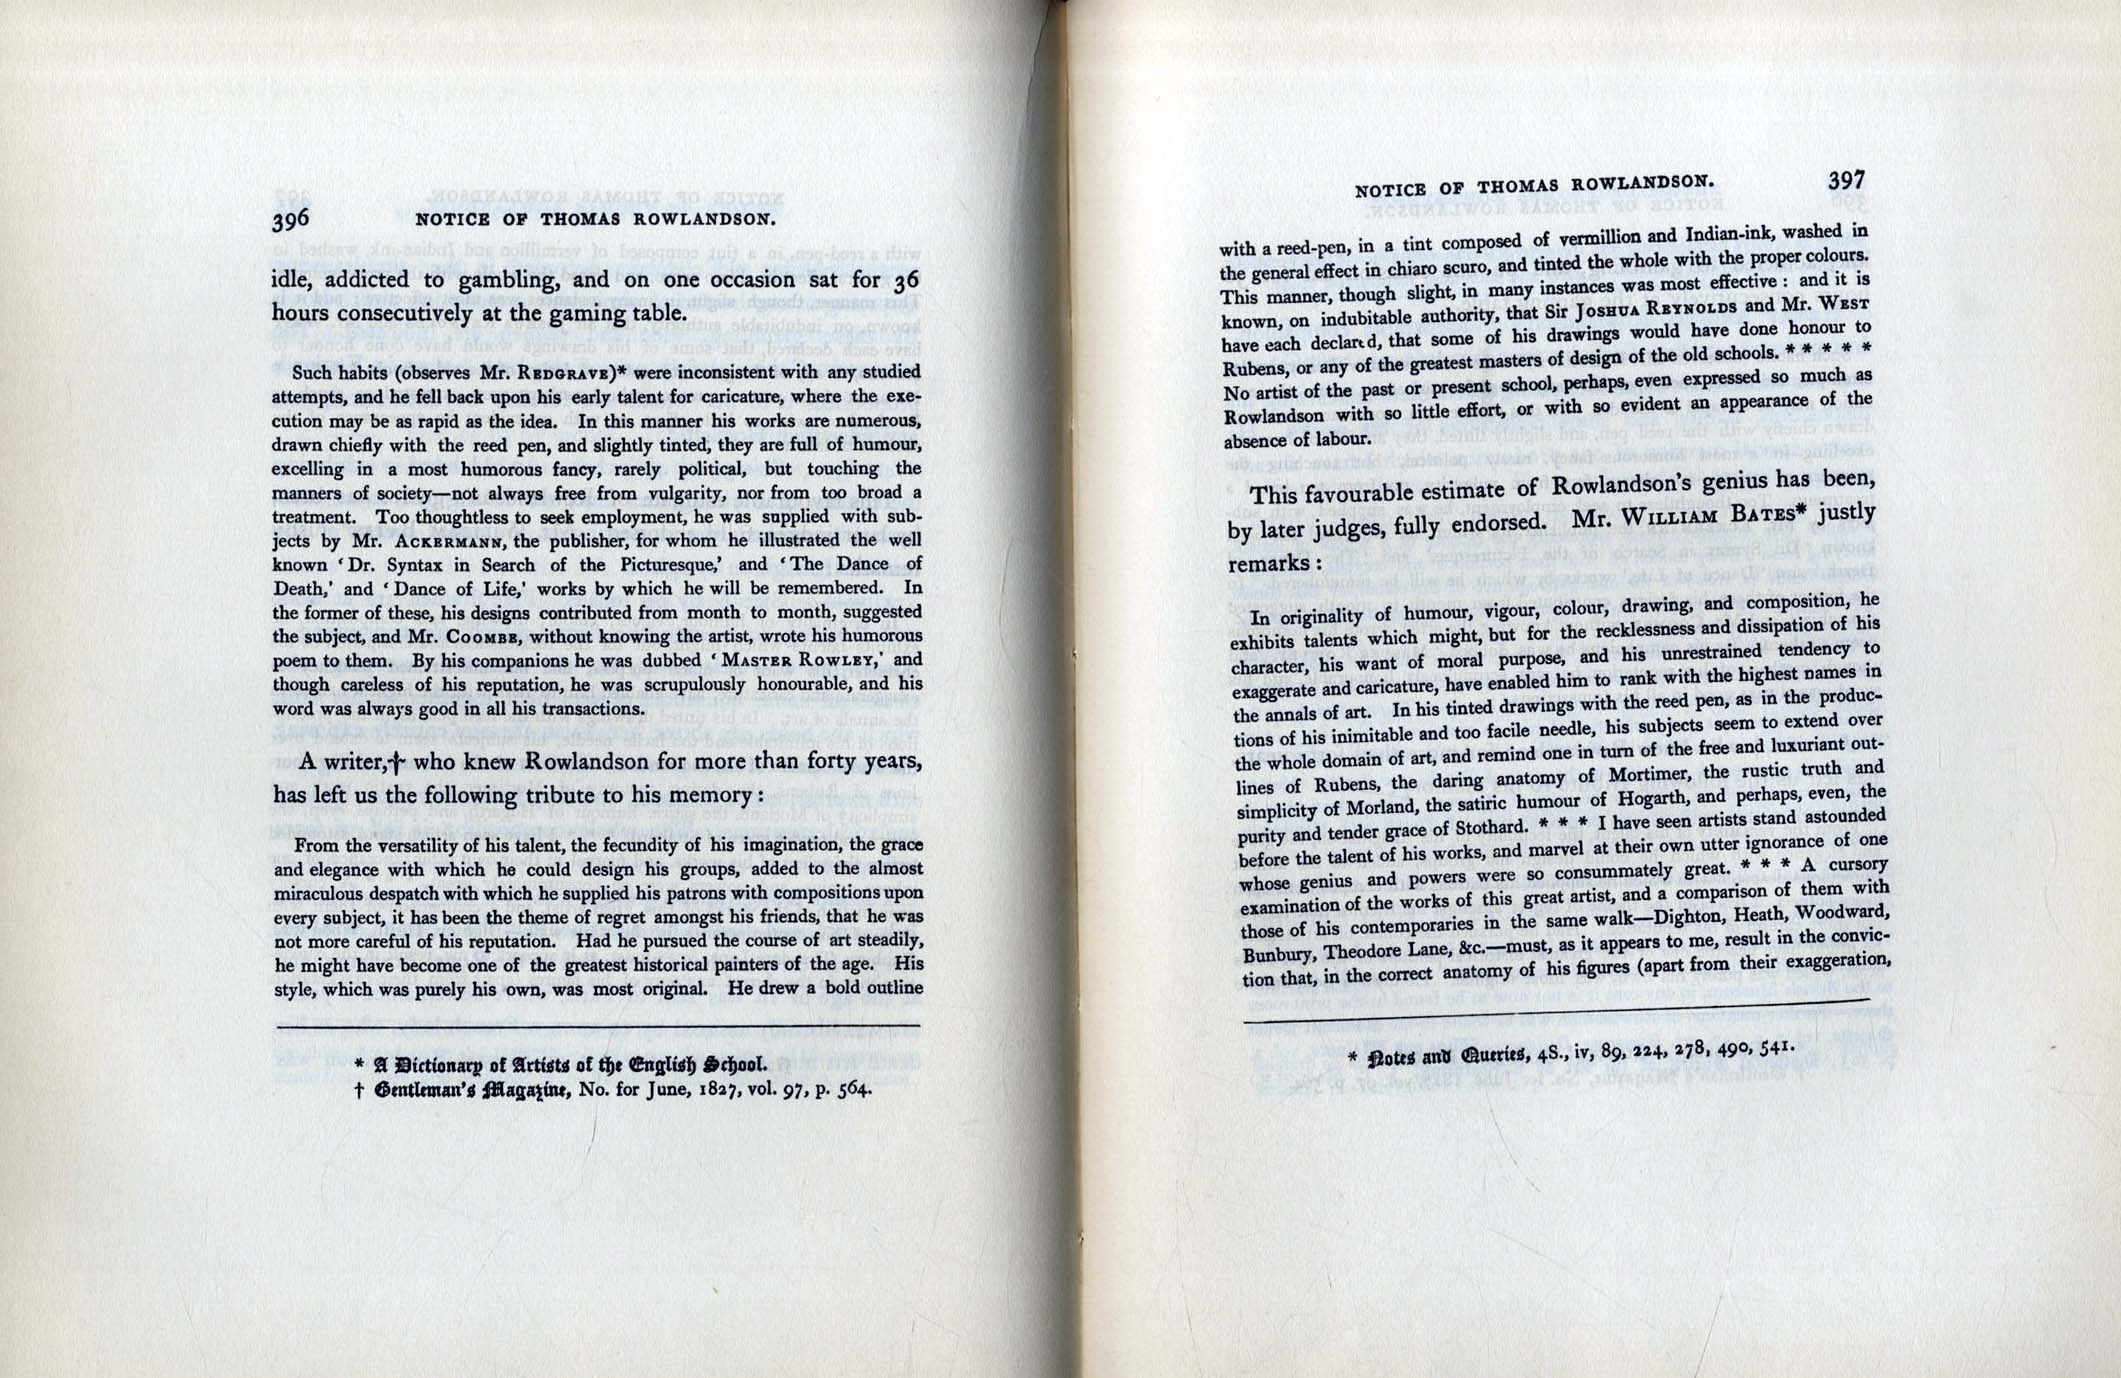 396 NOTICE OF THOMAS ROWLANDSON.
idle, addicted to gambling, and on one occasion sat for 36
hours consecutively at the gaming table.
Such habits (observes Mr. REDGRAVE)* were inconsistent with any studied
attempts, and he fell back upon his early talent for caricature, where the exe-
cution may be as rapid as the idea. In this manner his works are numerous,
drawn chiefly with the reed pen, and slightly tinted, they are full of humour,
excelling in a most humorous fancy, rarely political, but touching the
manners of society—not always free from vulgarity, nor from too broad a
treatment. Too thoughtless to seek employment, he was supplied with sub-
jects by Mr. ACKERMANN, the publisher, for whom he illustrated the well
known ‘Dr. Syntax in Search of the Picturesque,’ and ‘The Dance of
Death,’ and ‘Dance of Life,’ works by which he will be remembered. In
the former of these, his designs contributed from month to month, suggested
the subject, and Mr. COOMBE, without knowing the artist, wrote his humorous
poem to them. By his companions he was dubbed ‘MASTER ROWLEY,’ and
though careless of his reputation, he was scrupulously honourable, and his
word was always good in all his transactions.
A writer,† who knew Rowlandson for more than forty years,
has left us the following tribute to his memory :
From the versatility of his talent, the fecundity of his imagination, the grace
and elegance with which he could design his groups, added to the almost
miraculous despatch with which he supplied his patrons with compositions upon
every subject, it has been the theme of regret amongst his friends, that he was
not more careful of his reputation. Had he pursued the course of art steadily,
he might have become one of the greatest historical painters of the age. His
style, which was purely his own, was most original. He drew a bold outline
* A Dictionary of Artists of the English School.
† Gentleman’s Magazine, No. for June, 1827, vol. 97, p. 564.
NOTICE OF THOMAS ROWLANDSON. 397
with a reed-pen, in a tint composed of vermillion and Indian-ink, washed in
the general effect in chiaro scuro, and tinted the whole with the proper colours.
This manner, though slight, in many instances was most effective : and it is
known, on indubitable authority, that Sir JOSHUA REYNOLDS and Mr. WEST
have each declared, that some of his drawings would have done honour to
Rubens, or any of the greatest masters of design of the old schools. * * * * *
No artist of the past or present school, perhaps, even expressed so much as
Rowlandson with so little effort, or with so evident an appearance of the
absence of labour.
This favourable estimate of Rowlandson’s genius has been,
by later judges, fully endorsed. Mr. WILLIAM BATES* justly
remarks :
In originality of humour, vigour, colour, drawing, and composition, he
exhibits talents which might, but for the recklessness and dissipation of his
character, his want of moral purpose, and his unrestrained tendency to
exaggerate and caricature, have enabled him to rank with the highest names in
the annals of art. In his tinted drawings with the reed pen, as in the produc-
tions of his inimitable and too facile needle, his subjects seem to extend over
the whole domain of art, and remind one in turn of the free and luxuriant out-
lines of Rubens, the daring anatomy of Mortimer, the rustic truth and
simplicity of Morland, the satiric humour of Hogarth, and perhaps, even, the
purity and tender grace of Stothard. * * * I have seen artists stand astounded
before the talent of his works, and marvel at their own utter ignorance of one
whose genius and powers were so consummately great. * * * A cursory
examination of the works of this great artist, and a comparison of them with
those of his contemporaries in the same walk—Dighton, Heath, Woodward,
Bunbury, Theodore Lane, &c.—must, as it appears to me, result in the convic-
tion that, in the correct anatomy of his figures (apart from their exaggeration,
* Notes and Queries, 4S., iv, 89, 224, 278, 490, 541.